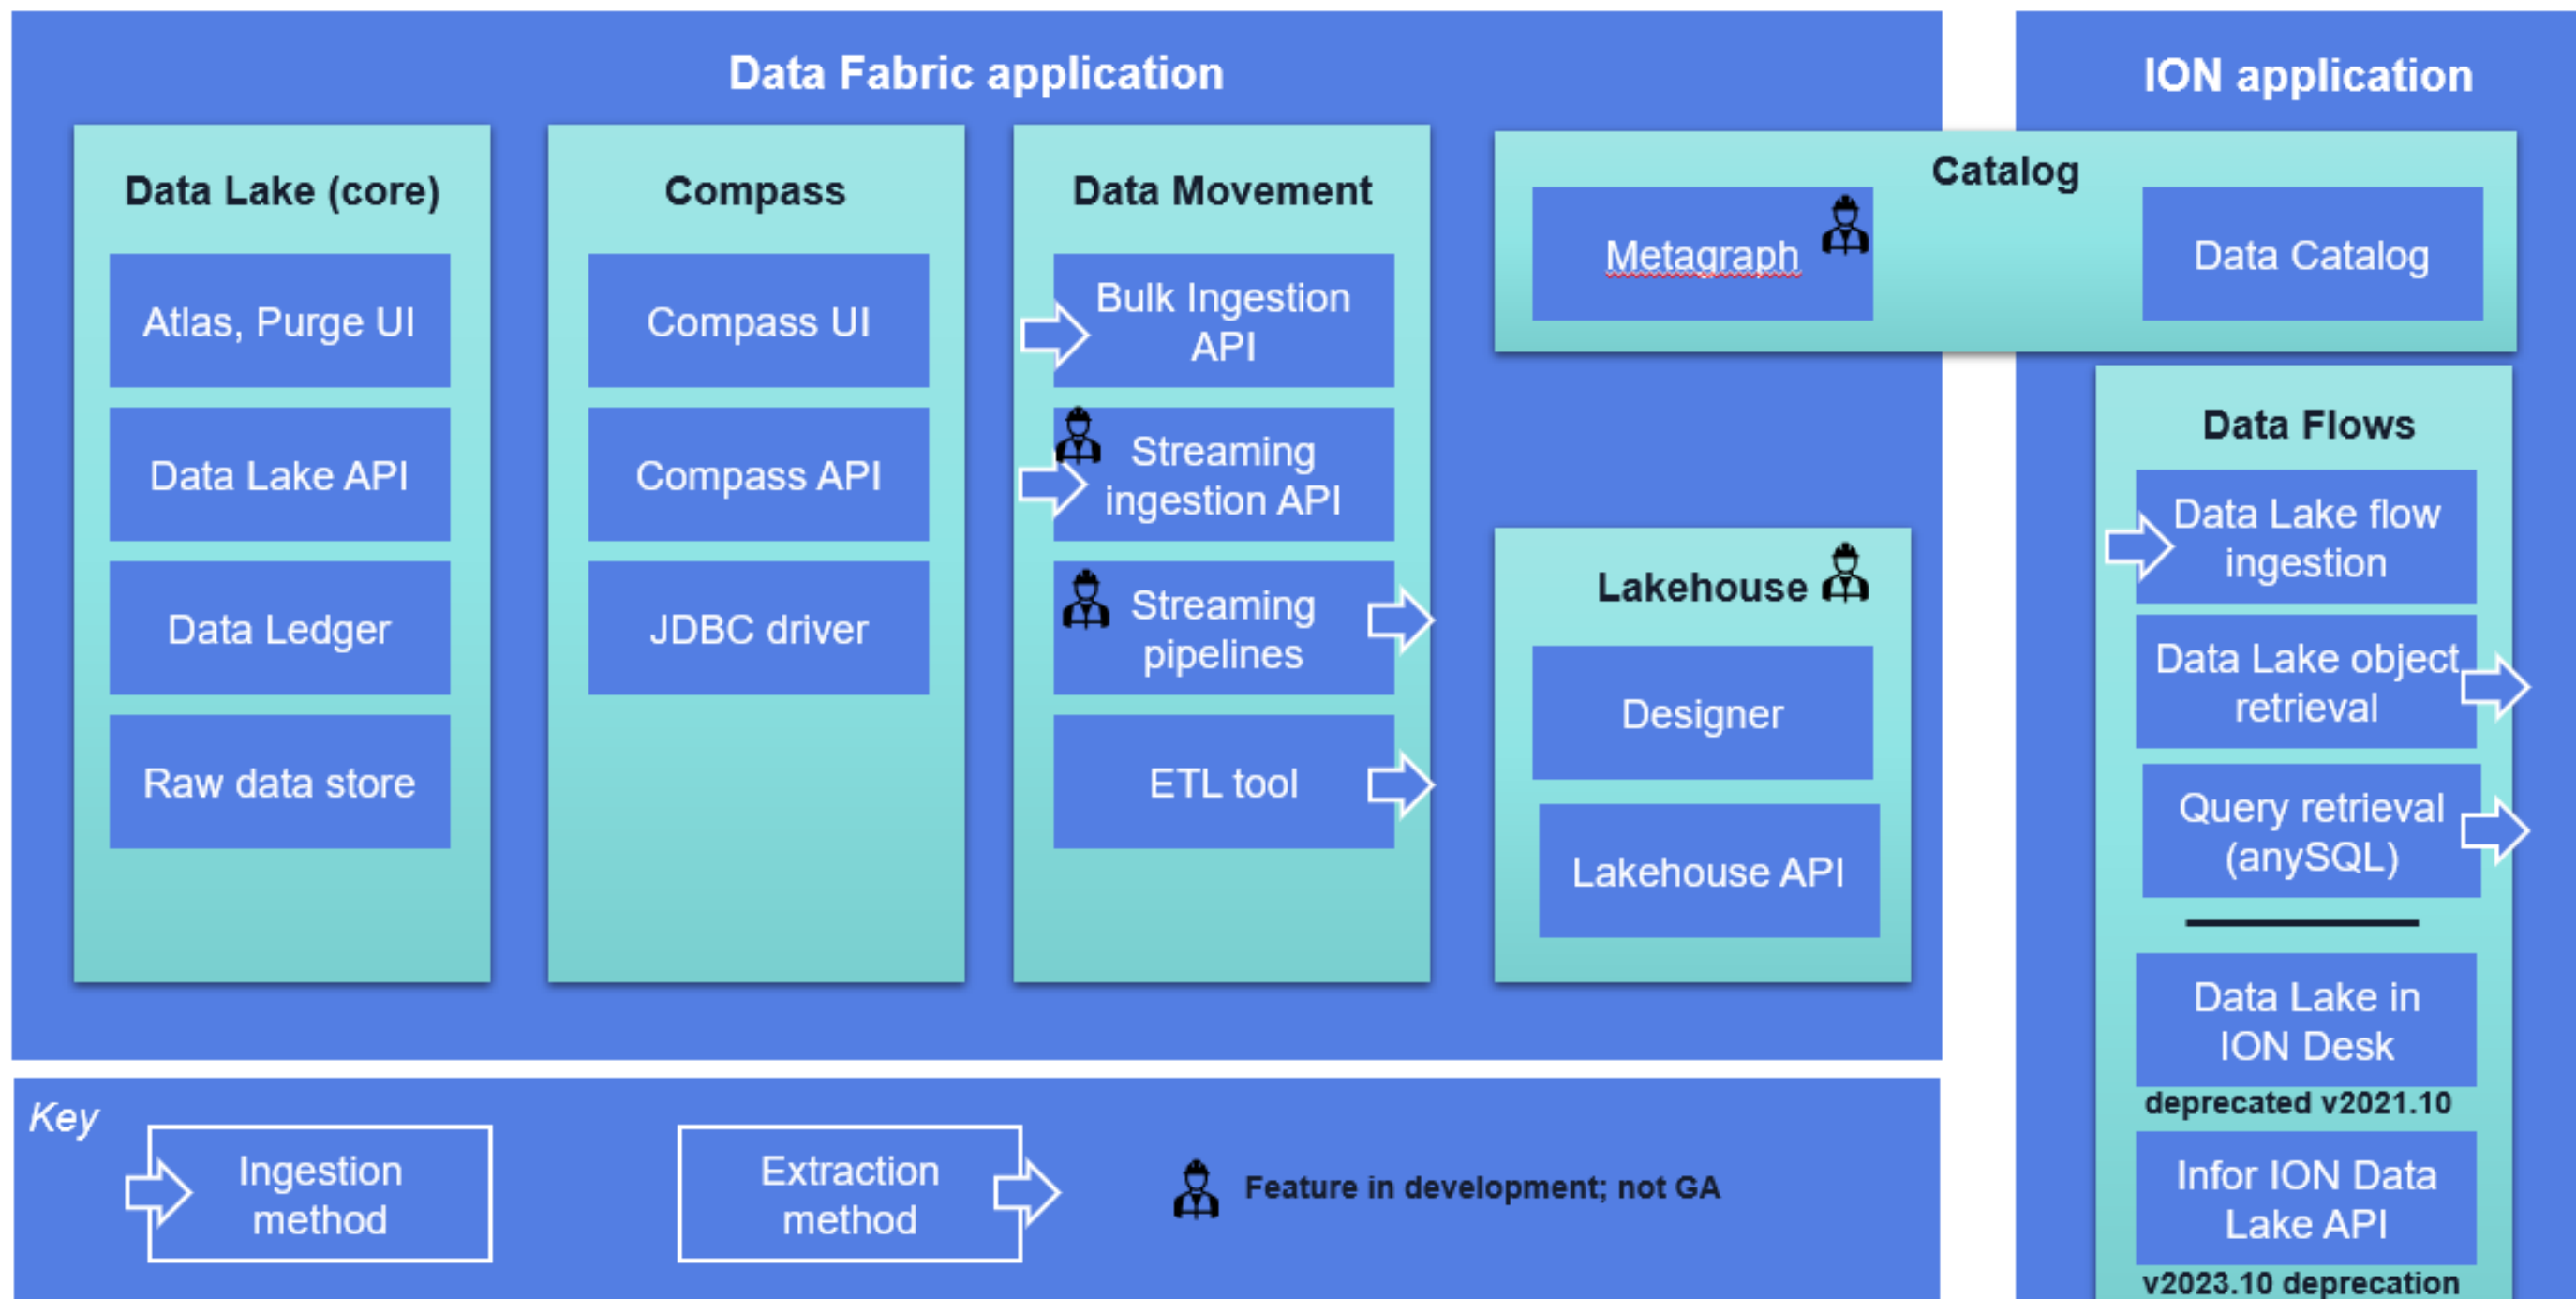 Data Fabric application
Data Lake (core)
Atlas, Purge UI
Data Lake API
Data Ledger
Raw data store
Compass
Compass UI
Compass API
JDBC driver
Data Movement
Bulk Ingestion
API
Streaming
ingestion API
Streaming
pipelines
ETL tool
Catalog
Metagraph
Data Catalog
Lakehouse
Designer
Lakehouse API
ION application
Data Flows
Data Lake flow
ingestion
Data Lake object
retrieval
Query retrieval
(anySQL)
Data Lake in
ION Desk
deprecated v2021.10
Infor ION Data
Lake API
v2023.10 deprecation
Key
Ingestion
method
Extraction
method
Feature in development; not GA